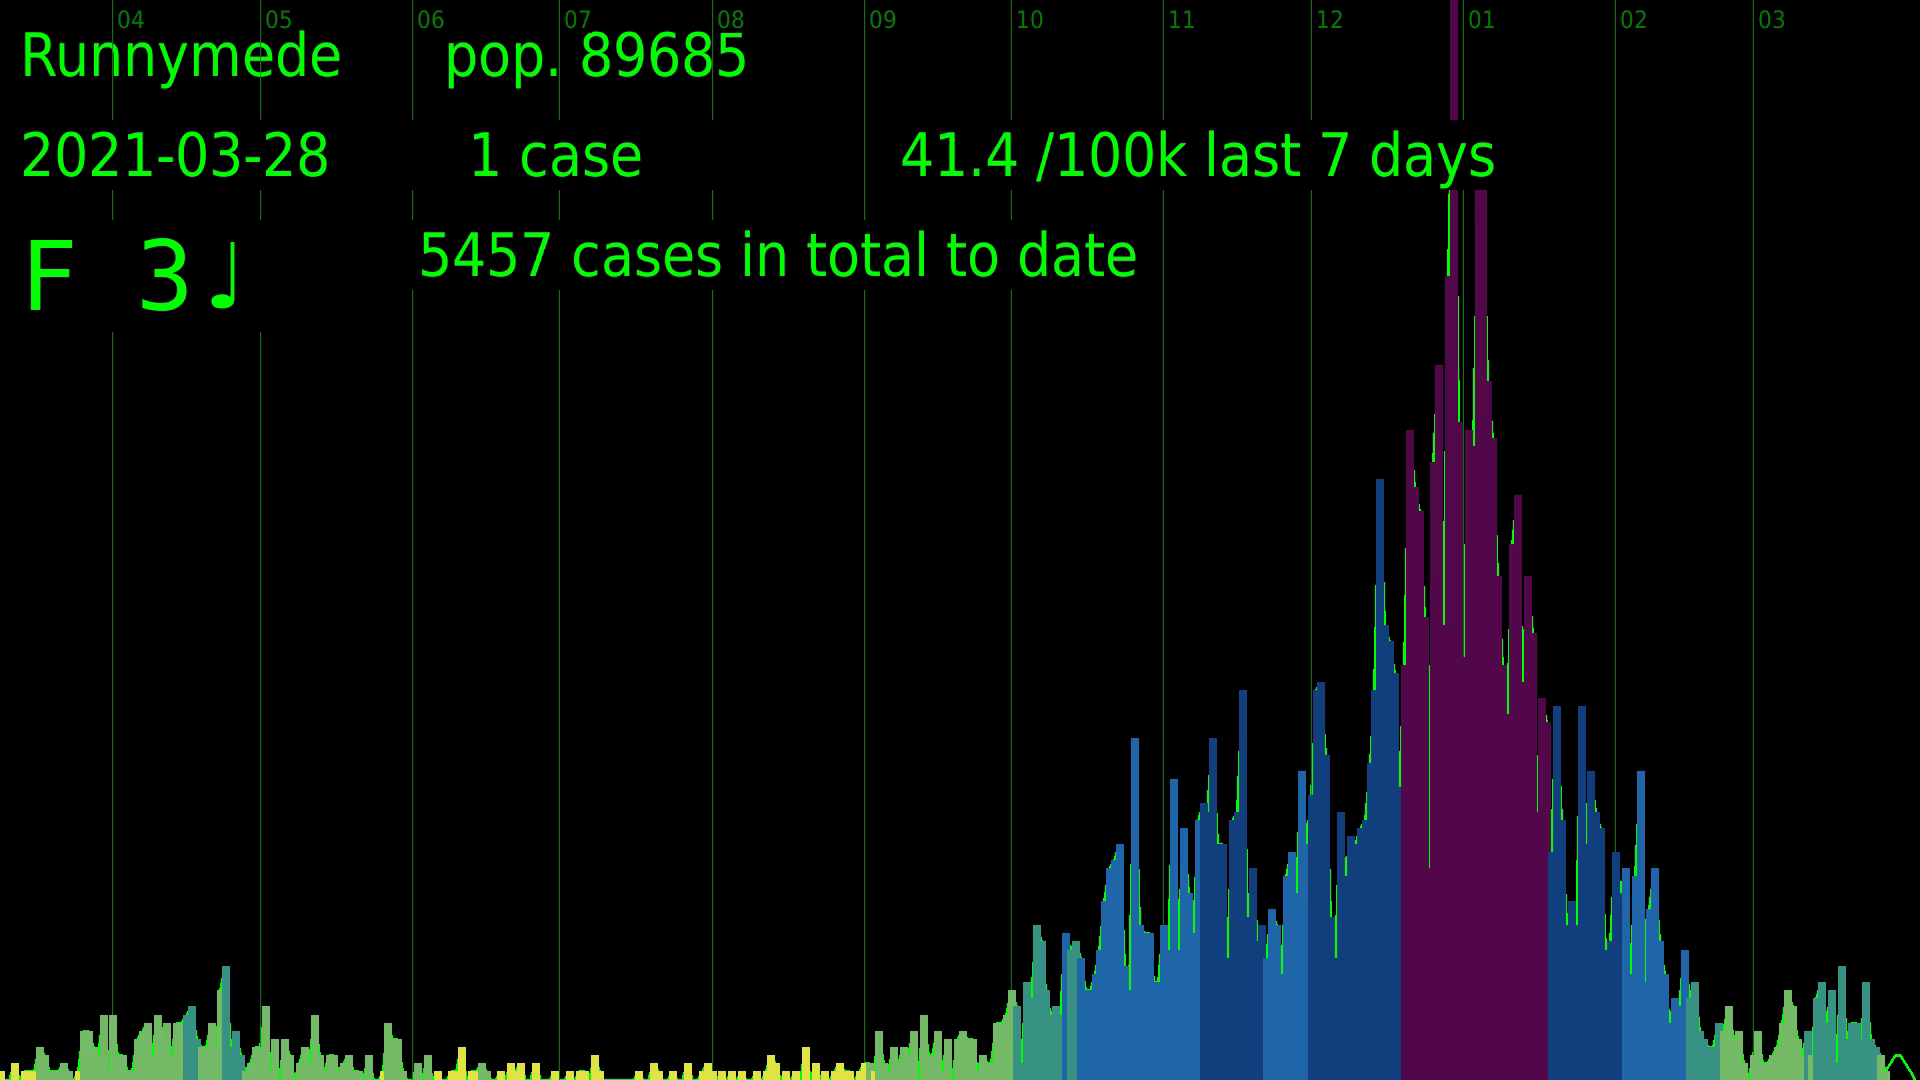 04 05 06 07 08 09 10 11 12 01 02 03
Runnymede pop. 89685
2021-03-28 1 case 41.4 /100k last 7 days
F 3♩ 5457 cases in total to date